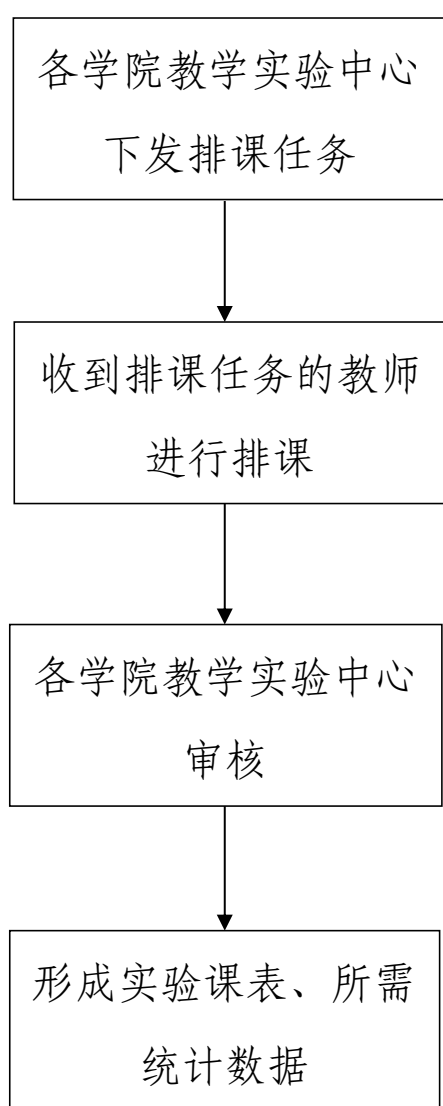 各学院教学实验中心
下发排课任务
收到排课任务的教师
进行排课
各学院教学实验中心
审核
形成实验课表、所需
统计数据